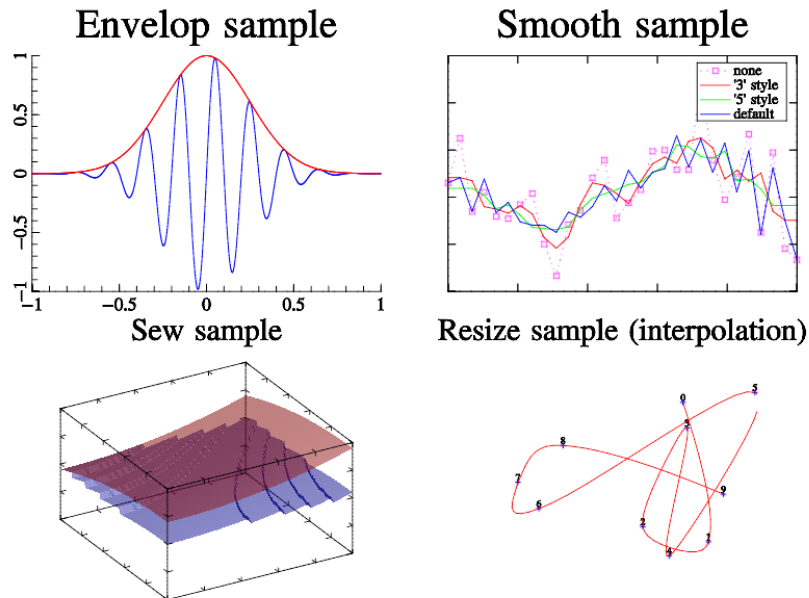 Envelop sample
1
0.5
0
−0.5
−1
−1
−0.5
0
0.5
1
Smooth sample
none
'3' style
'5' style
default
Sew sample
Resize sample (interpolation)
0
5
3
8
7
6
9
2
1
4